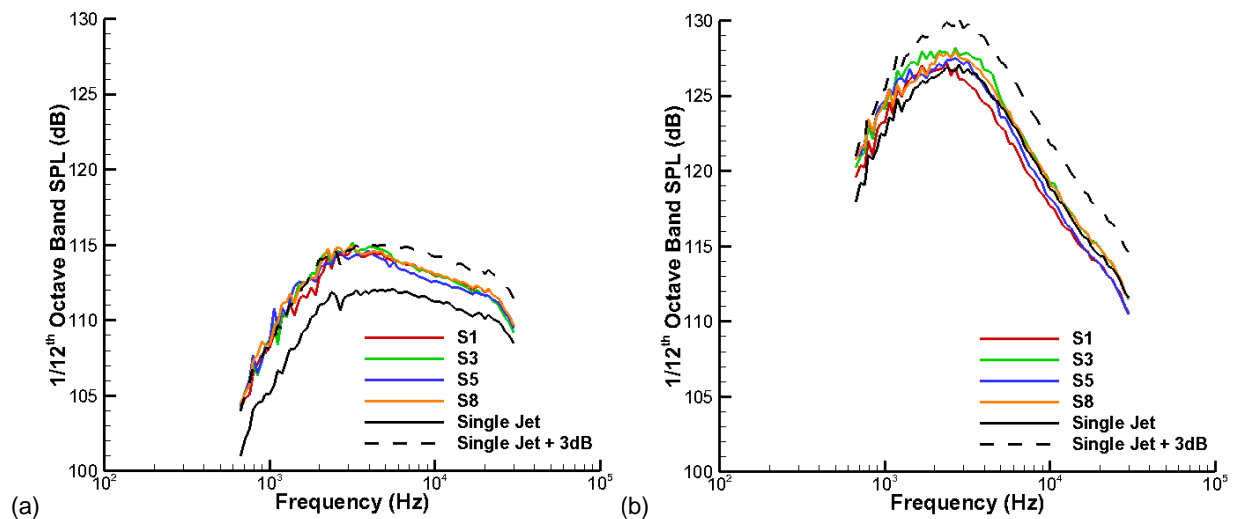 1/12th Octave Band SPL (dB)
130
125
120
115
110
105
100
S1
S3
S5
S8
Single Jet
Single Jet + 3dB
10² 10³ 10⁴ 10⁵
Frequency (Hz)
(a)
1/12th Octave Band SPL (dB)
130
125
120
115
110
105
100
S1
S3
S5
S8
Single Jet
Single Jet + 3dB
10² 10³ 10⁴ 10⁵
Frequency (Hz)
(b)